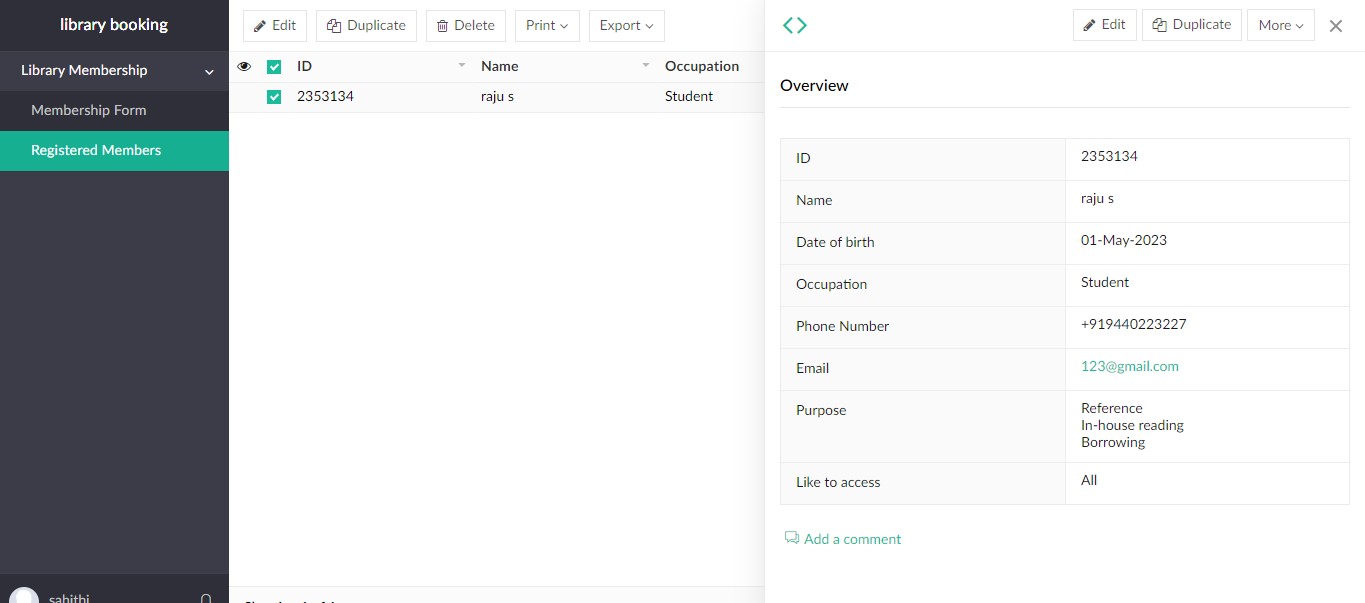 library booking
Library Membership
Membership Form
Registered Members
sahithi
Edit
Duplicate
Delete
Print
Export
ID
Name
Occupation
2353134
raju s
Student
Edit
Duplicate
More
Overview
ID
2353134
Name
raju s
Date of birth
01-May-2023
Occupation
Student
Phone Number
+919440223227
Email
123@gmail.com
Purpose
Reference
In-house reading
Borrowing
Like to access
All
Add a comment